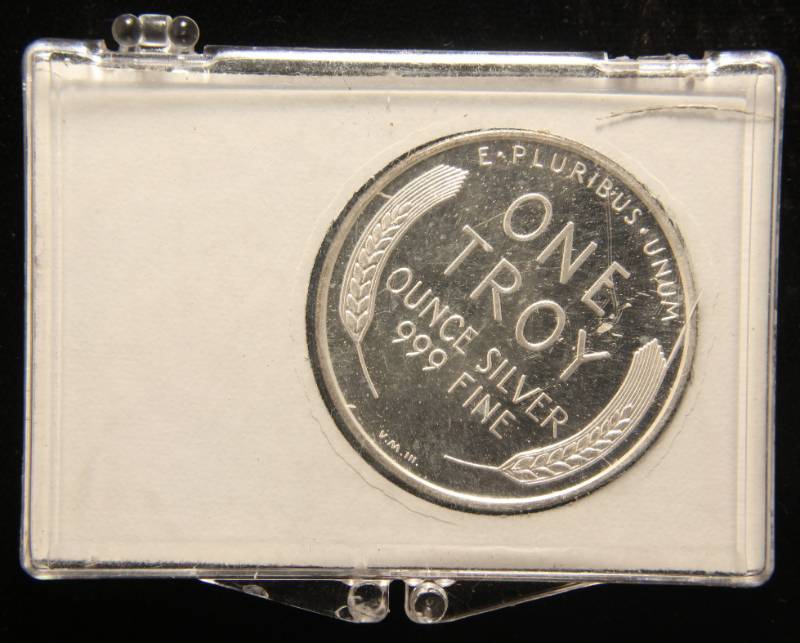 E·PLURIBUS·UNUM
ONE
TROY
OUNCE SILVER
999 FINE
V.M. III.